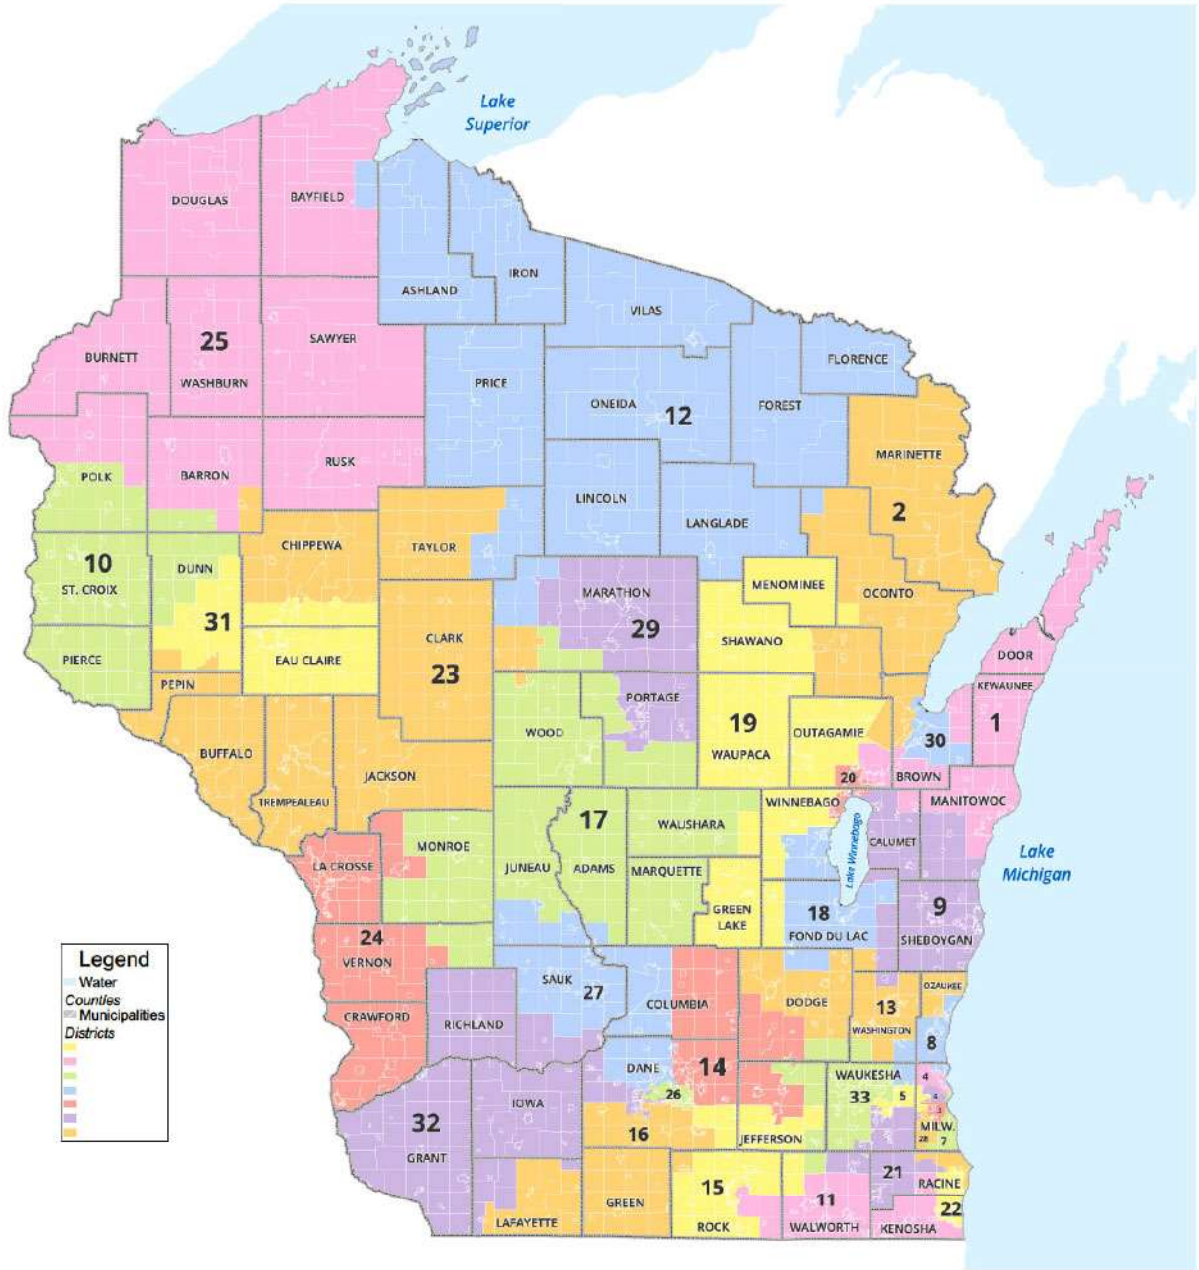 Lake
Superior
DOUGLAS
BAYFIELD
ASHLAND
IRON
VILAS
BURNETT
25
WASHBURN
SAWYER
PRICE
ONEIDA
12
FOREST
FLORENCE
POLK
BARRON
RUSK
LINCOLN
LANGLADE
MARINETTE
2
10
ST. CROIX
DUNN
31
CHIPPEWA
TAYLOR
MARATHON
29
MENOMINEE
OCONTO
PIERCE
EAU CLAIRE
CLARK
23
SHAWANO
DOOR
PEPIN
BUFFALO
TREMPEALEAU
JACKSON
WOOD
PORTAGE
19
WAUPACA
OUTAGAMIE
30
KEWAUNEE
1
20
BROWN
LA CROSSE
MONROE
JUNEAU
17
ADAMS
WAUSHARA
WINNEBAGO
Lake Winnebago
CALUMET
MANITOWOC
Lake
Michigan
MARQUETTE
GREEN
LAKE
18
FOND DU LAC
9
SHEBOYGAN
24
VERNON
CRAWFORD
RICHLAND
SAUK
27
COLUMBIA
DODGE
13
WASHINGTON
OZAUKEE
8
32
GRANT
IOWA
DANE
14
26
16
JEFFERSON
WAUKESHA
33
5
4
MILW.
28
7
LAFAYETTE
GREEN
15
ROCK
11
WALWORTH
21
RACINE
22
KENOSHA
Legend
Water
Counties
Municipalities
Districts